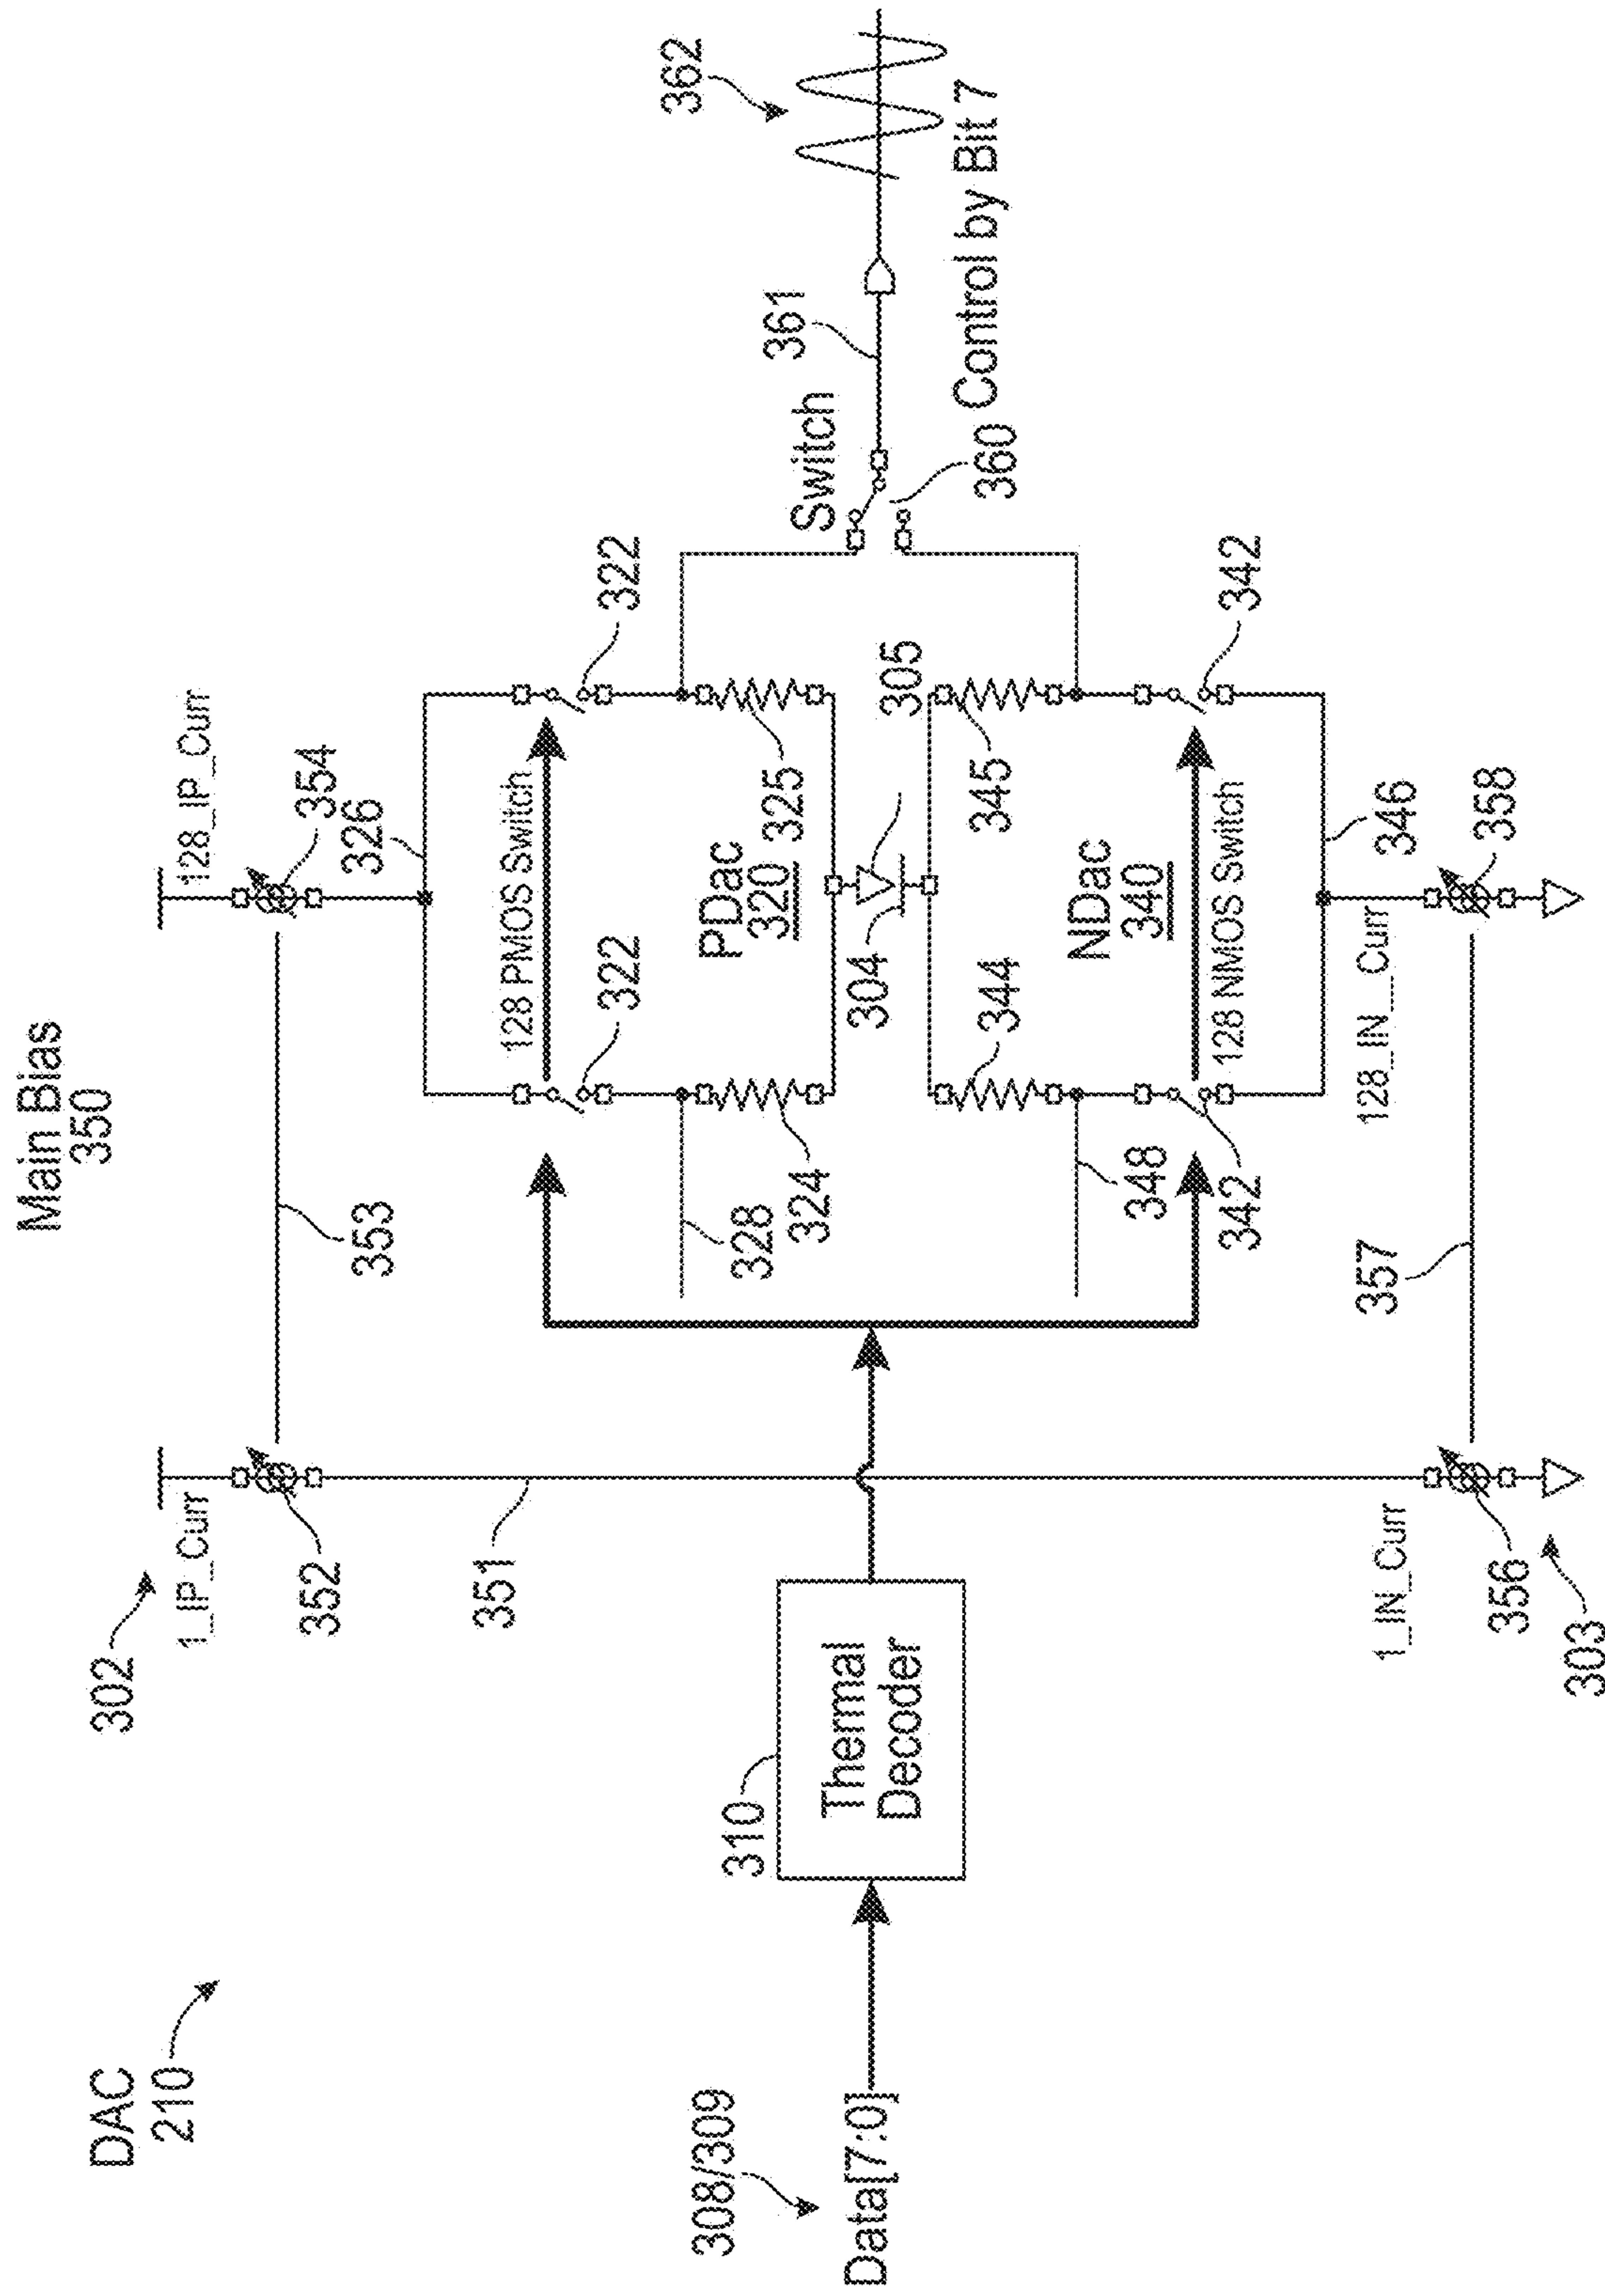 DAC
210
308/309
Data[7:0]
310
Thermal
Decoder
302
1_IP_Curr
352
351
1_IN_Curr
356
303
Main Bias
350
353
357
128_IP_Curr
354
326
128 PMOS Switch
322
322
328
324
PDac
320
325
304
305
344
345
NDac
340
348
342
342
128 NMOS Switch
128_IN_Curr
346
358
Switch
360
361
362
Control by Bit 7